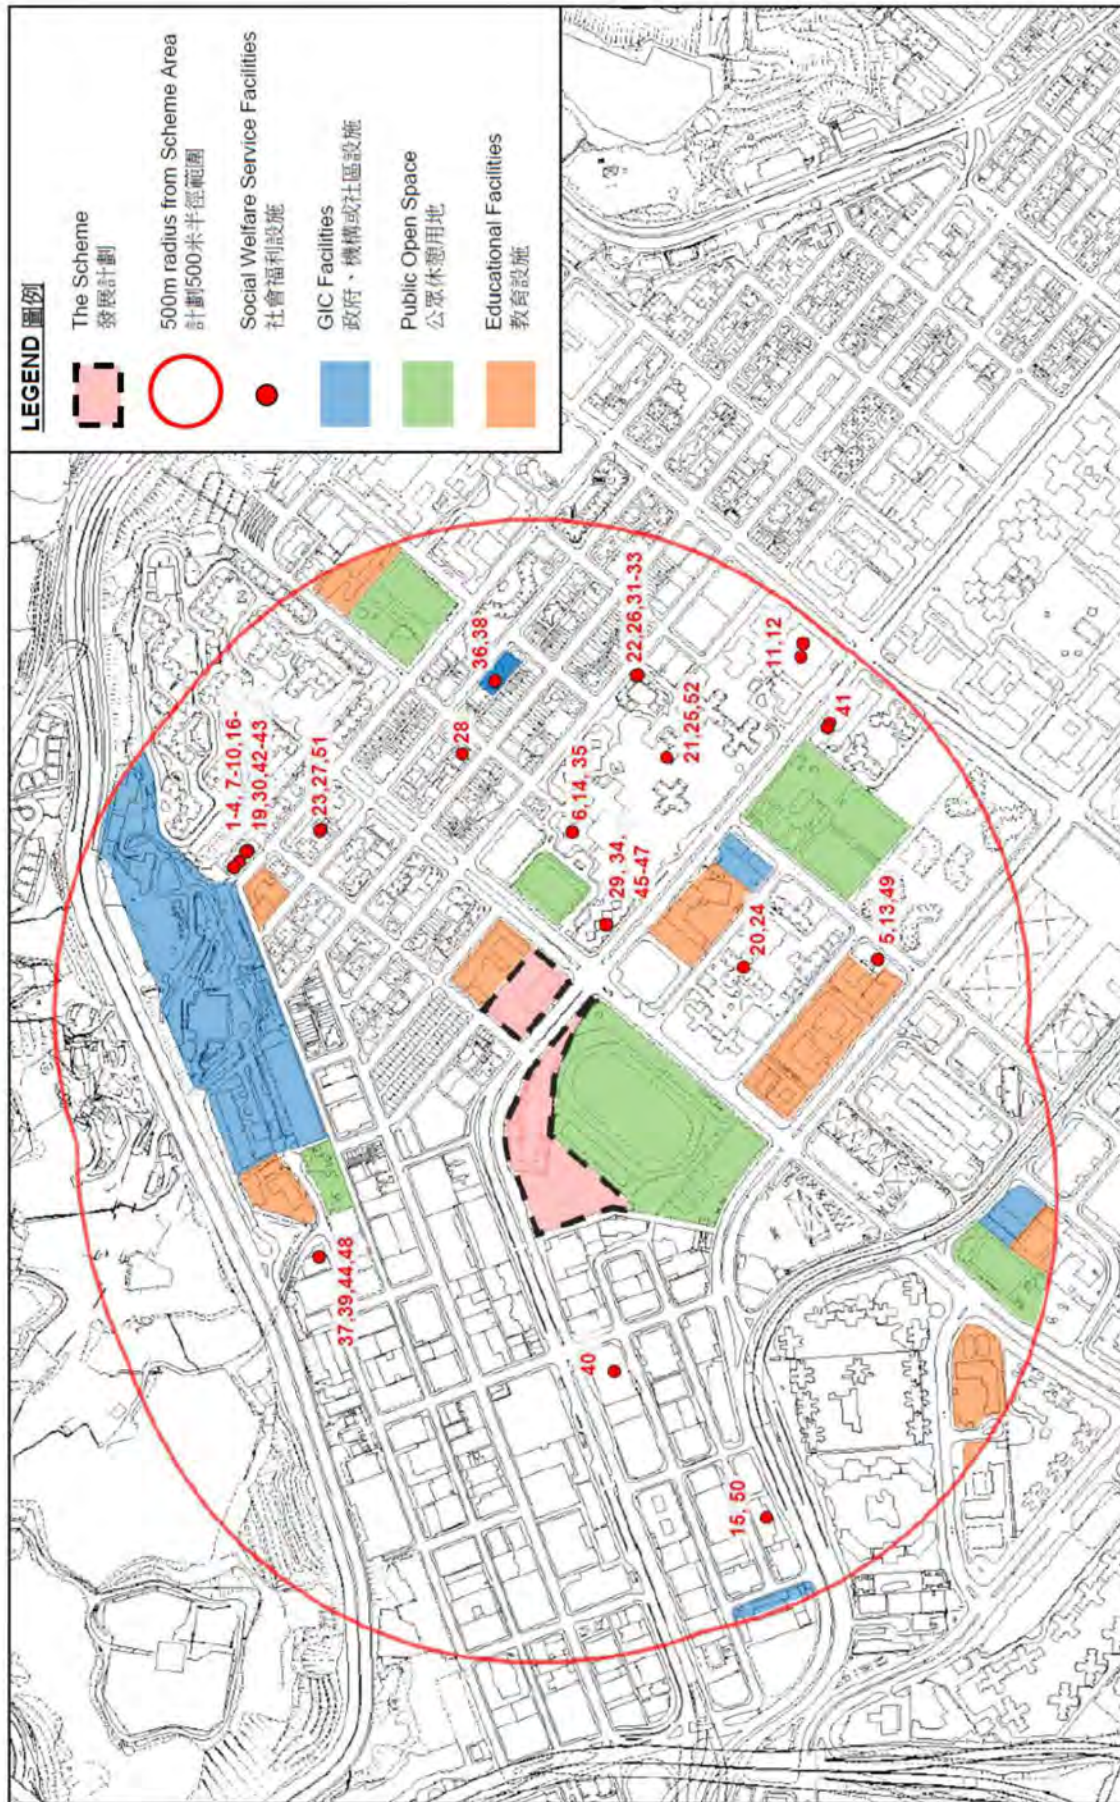 LEGEND 圖例
The Scheme
發展計劃
500m radius from Scheme Area
計劃500米半徑範圍
Social Welfare Service Facilities
社會福利設施
GIC Facilities
政府、機構或社區設施
Public Open Space
公眾休憩用地
Educational Facilities
教育設施
1-4, 7-10,16-
19,30,42-43
23,27,51
37,39,44,48
36,38
28
22,26,31-33
6,14, 35
21,25,52
29, 34,
45-47
11,12
41
20,24
5,13,49
40
15, 50